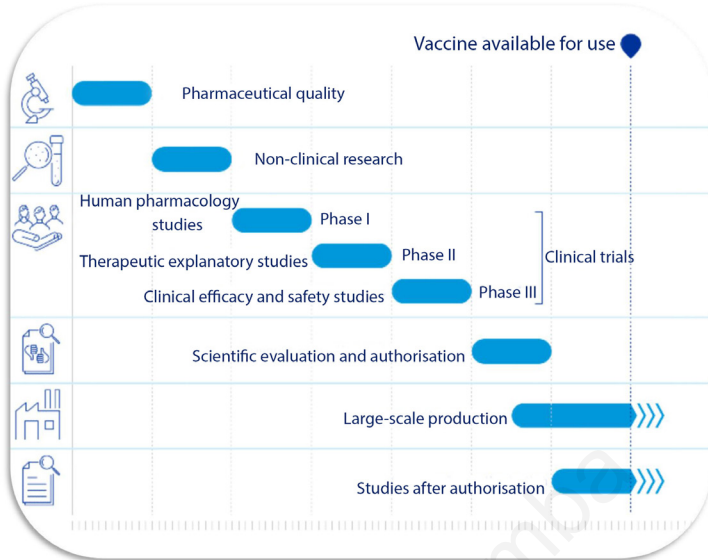 Vaccine available for use
Pharmaceutical quality
Non-clinical research
Human pharmacology
studies
Phase I
Therapeutic explanatory studies
Phase II
Clinical trials
Clinical efficacy and safety studies
Phase III
Scientific evaluation and authorisation
Large-scale production
Studies after authorisation